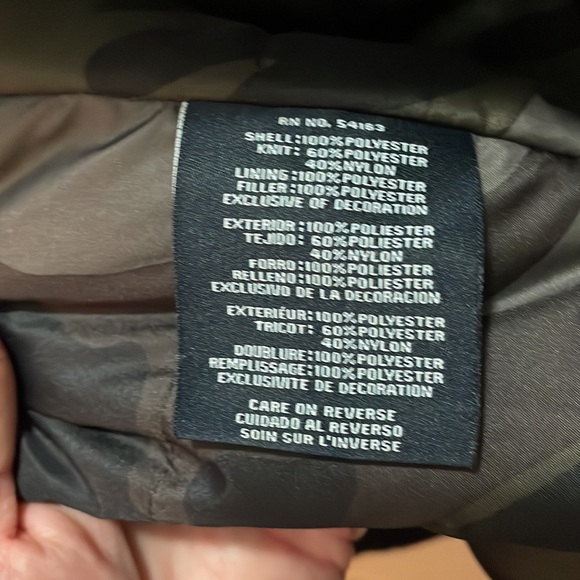 RN NO. 54163
SHELL:100%POLYESTER
KNIT: 60%POLYESTER
40%NYLON
LINING:100%POLYESTER
FILLER:100%POLYESTER
EXCLUSIVE OF DECORATION
EXTERIOR:100%POLIESTER
TEJIDO: 60%POLIESTER
40%NYLON
FORRO:100%POLIESTER
RELLENO:100%POLIESTER
EXCLUSIVO DE LA DECORACION
EXTERIEUR:100%POLYESTER
TRICOT: 60%POLYESTER
40%NYLON
DOUBLURE:100%POLYESTER
REMPLISSAGE:100%POLYESTER
EXCLUSIVITE DE DECORATION
CARE ON REVERSE
CUIDADO AL REVERSO
SOIN SUR L'INVERSE